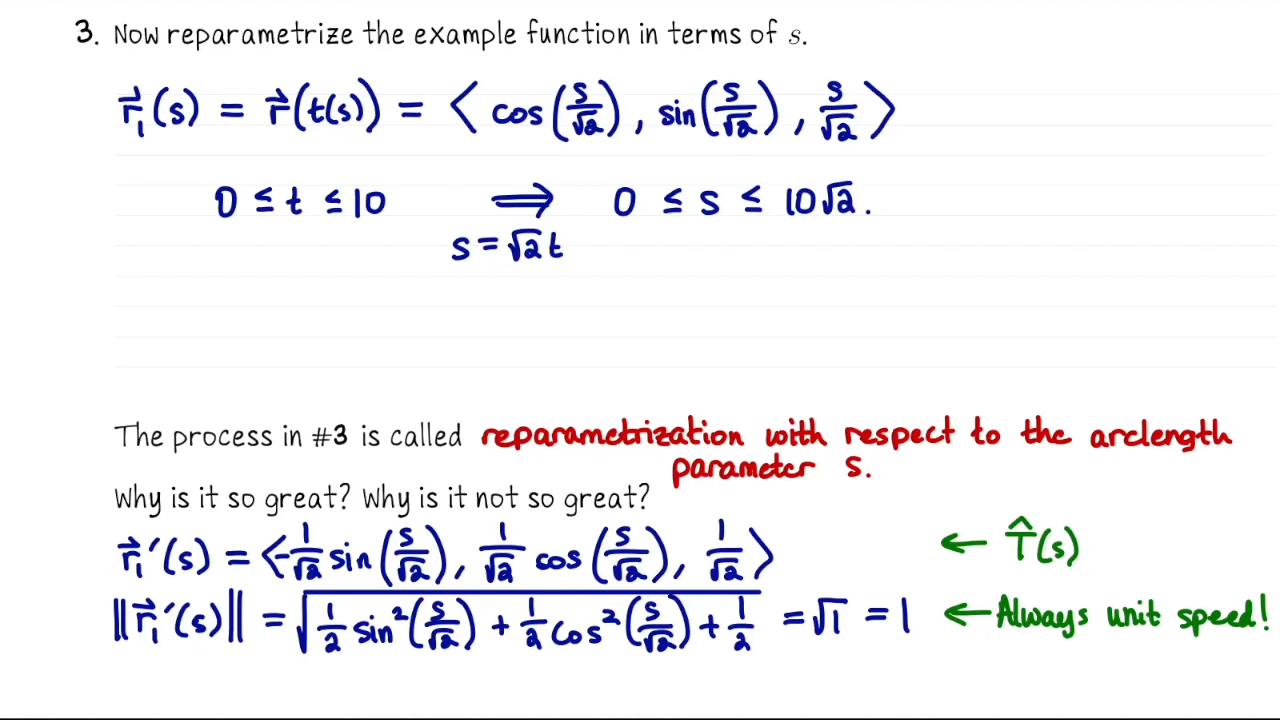 3. Now reparametrize the example function in terms of s.
r⃗₁(s) = r⃗(t(s)) = ⟨ cos(s/√2), sin(s/√2), s/√2 ⟩
0 ≤ t ≤ 10 ⟹ 0 ≤ s ≤ 10√2.
s = √2 t
The process in #3 is called reparametrization with respect to the arclength
parameter s.
Why is it so great? Why is it not so great?
r⃗₁′(s) = ⟨-1/√2 sin(s/√2), 1/√2 cos(s/√2), 1/√2⟩ ← T̂(s)
‖r⃗₁′(s)‖ = √(1/2 sin²(s/√2) + 1/2 cos²(s/√2) + 1/2) = √1 = 1 ← Always unit speed!